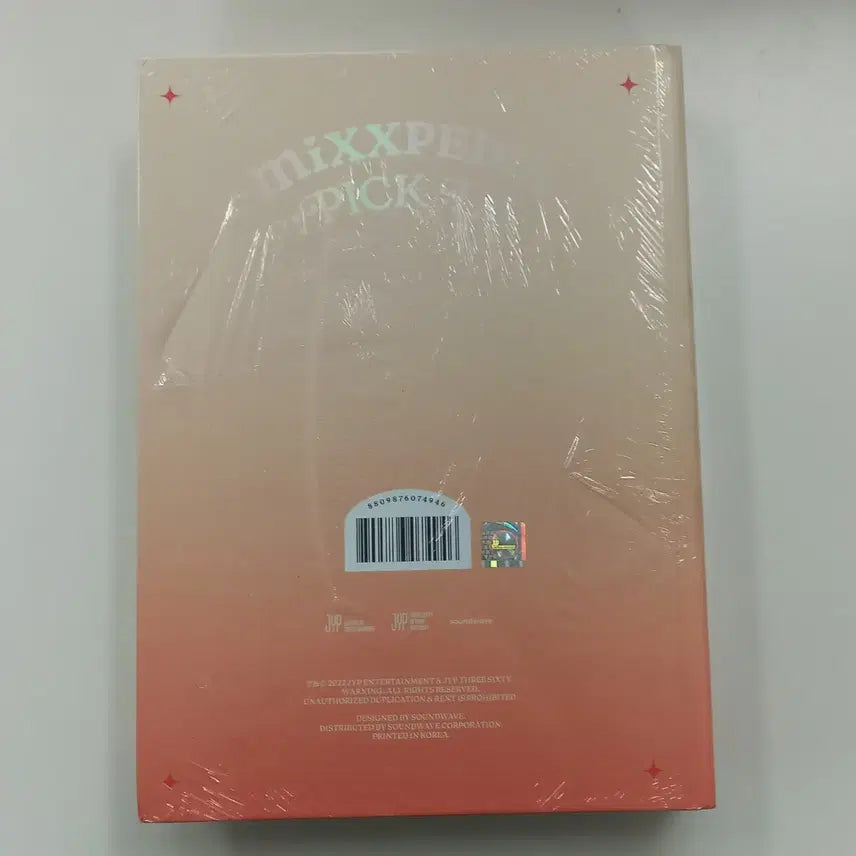 miXXPED
PICK
8809876074946
JYP
JYP
soundwave
℗&© 2022 JYP ENTERTAINMENT & JYP THREE SIXTY
WARNING. ALL RIGHTS RESERVED.
UNAUTHORIZED DUPLICATION & RENT IS PROHIBITED
DESIGNED BY SOUNDWAVE.
DISTRIBUTED BY SOUNDWAVE CORPORATION
PRINTED IN KOREA